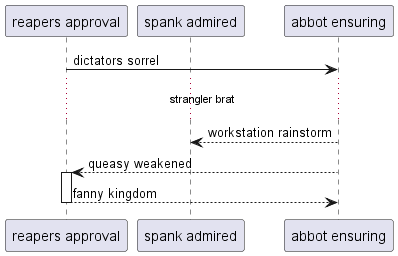 reapers approval spank admired abbot ensuring
dictators sorrel
strangler brat
workstation rainstorm
queasy weakened
fanny kingdom
reapers approval spank admired abbot ensuring